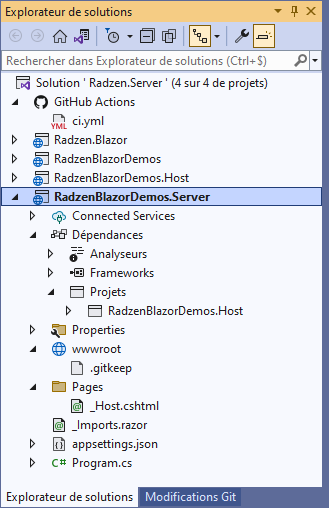 Explorateur de solutions
Rechercher dans Explorateur de solutions (Ctrl+$)
Solution ' Radzen.Server ' (4 sur 4 de projets)
GitHub Actions
YML ci.yml
Radzen.Blazor
RadzenBlazorDemos
RadzenBlazorDemos.Host
RadzenBlazorDemos.Server
Connected Services
Dépendances
Analyseurs
Frameworks
Projets
RadzenBlazorDemos.Host
Properties
wwwroot
.gitkeep
Pages
@ _Host.cshtml
@ _Imports.razor
appsettings.json
C# Program.cs
Explorateur de solutions Modifications Git